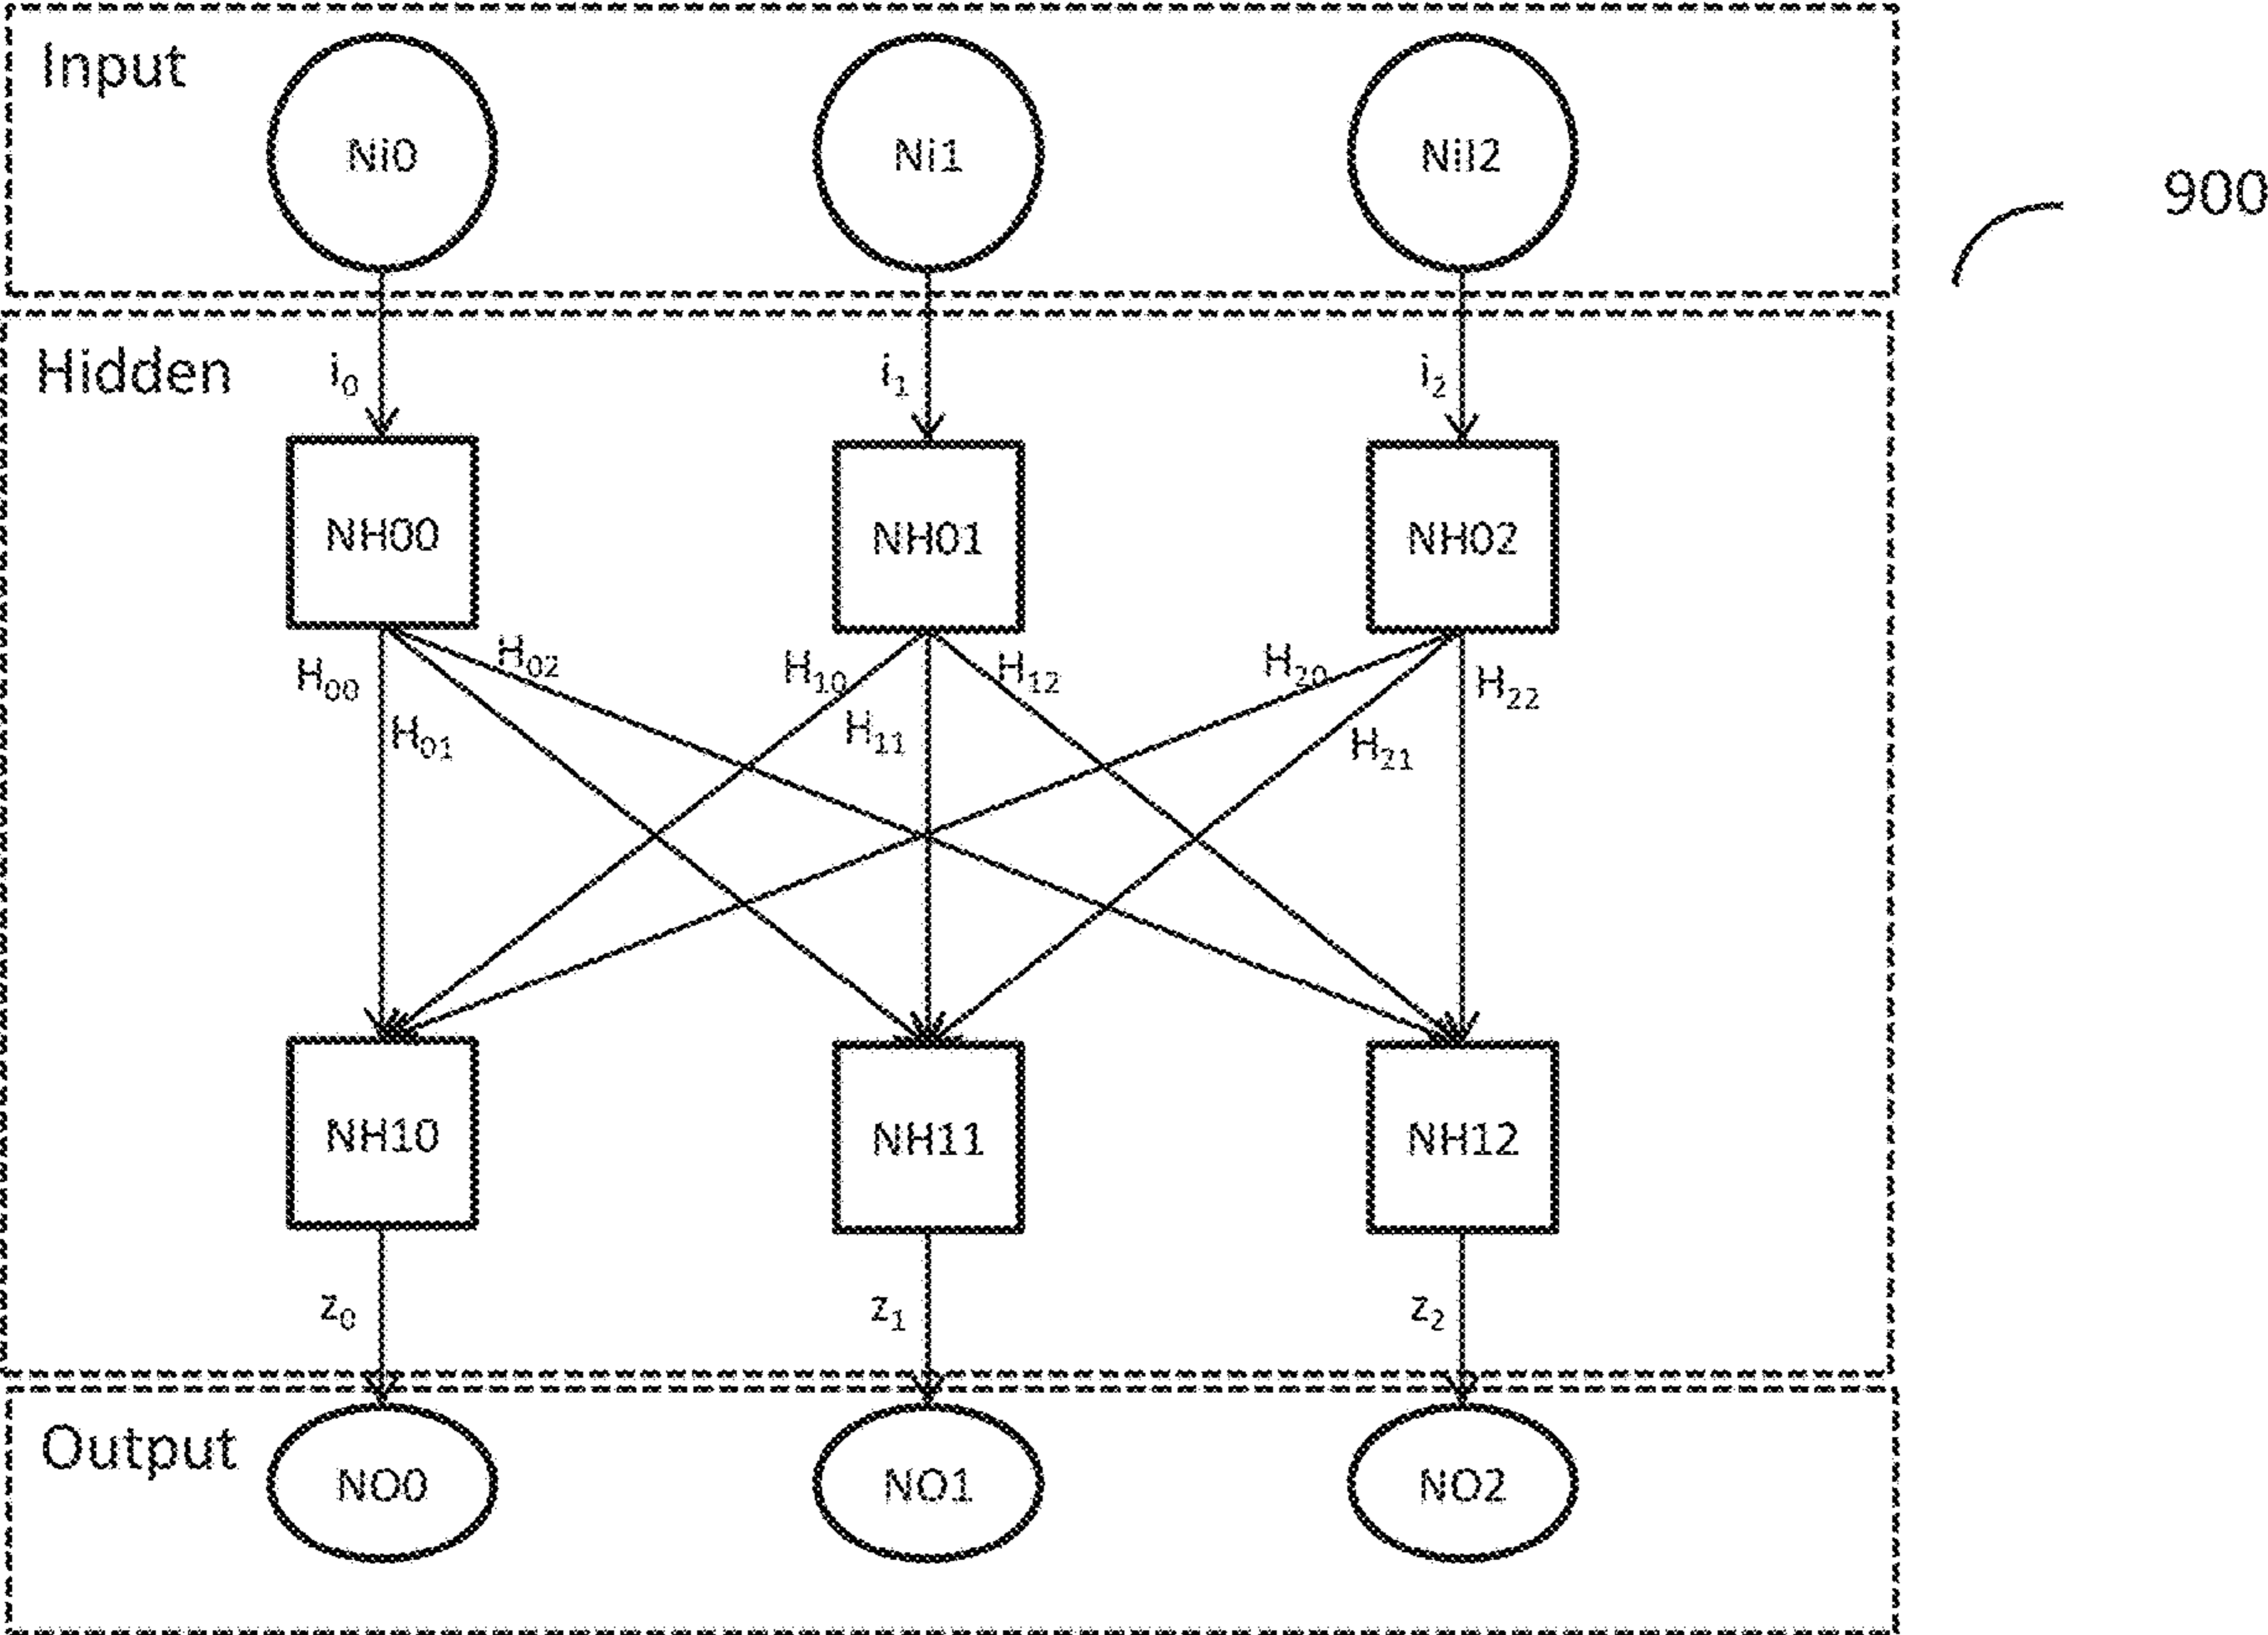 Input
Ni0
Ni1
NiI2
900
Hidden
i₀
i₁
i₂
NH00
NH01
NH02
H₀₀
H₀₂
H₁₀
H₁₂
H₂₀
H₂₂
H₀₁
H₁₁
H₂₁
NH10
NH11
NH12
z₀
z₁
z₂
Output
NO0
NO1
NO2